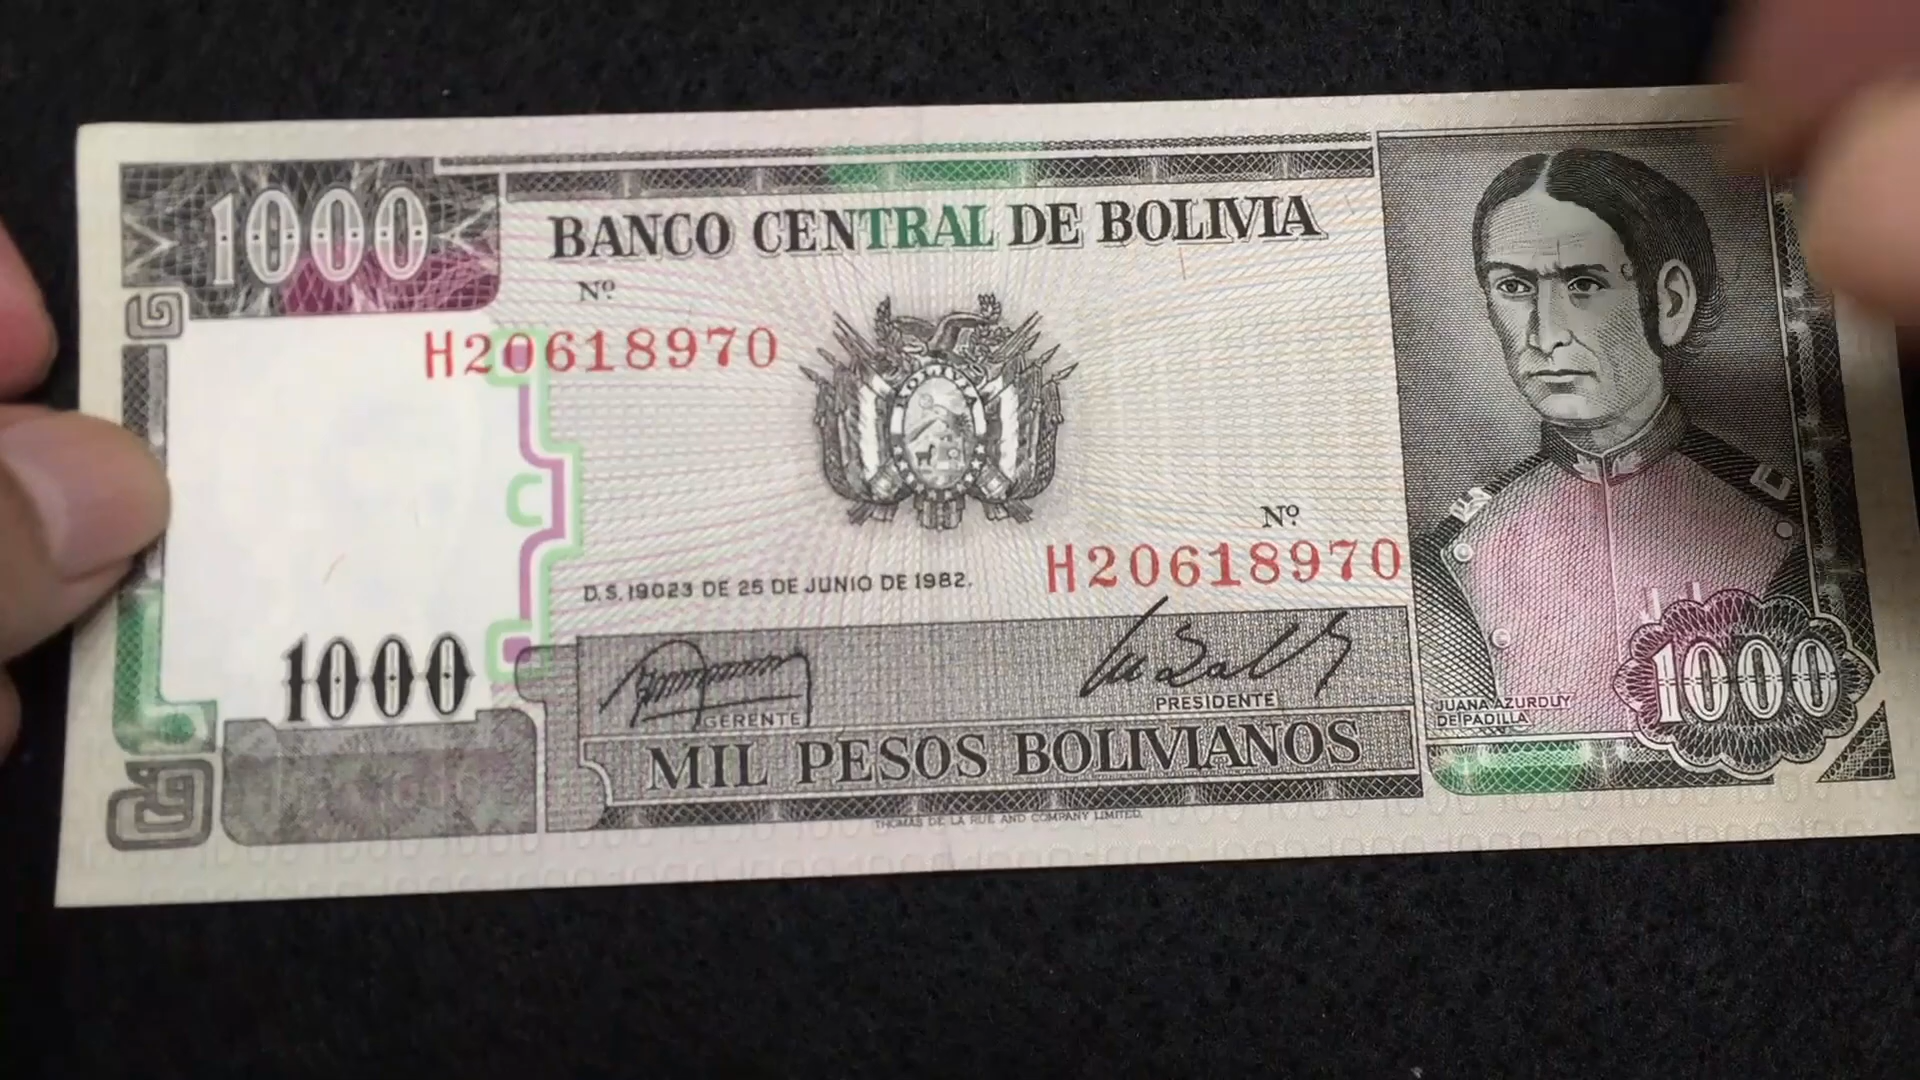 1000
BANCO CENTRAL DE BOLIVIA
Nº
H20618970
BOLIVIA
Nº
H20618970
D.S. 19023 DE 25 DE JUNIO DE 1982.
1000
GERENTE
PRESIDENTE
JUANA AZURDUY
DE PADILLA
1000
MIL PESOS BOLIVIANOS
THOMAS DE LA RUE AND COMPANY LIMITED.